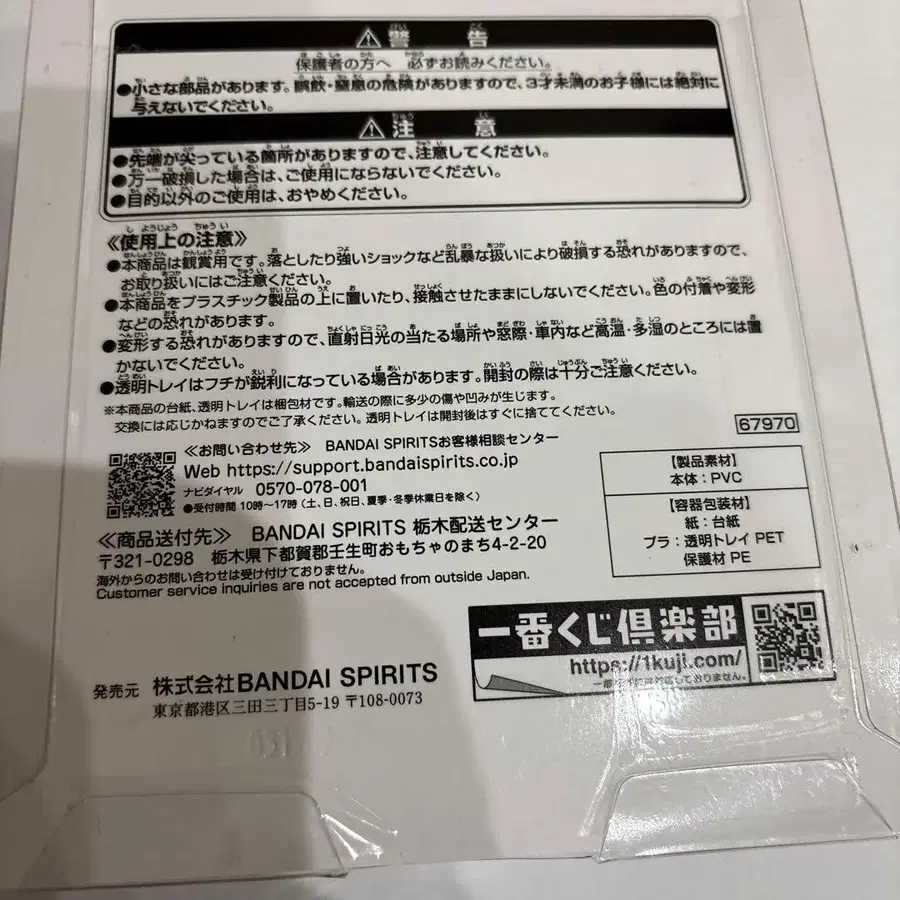 警告
保護者の方へ 必ずお読みください。
●小さな部品があります。誤飲・窒息の危険がありますので、3才未満のお子様には絶対に
与えないでください。
注意
●先端が尖っている箇所がありますので、注意してください。
●万一破損した場合は、ご使用にならないでください。
●目的以外のご使用は、おやめください。
《使用上の注意》
●本商品は観賞用です。落としたり強いショックなど乱暴な扱いにより破損する恐れがありますので、
お取り扱いにはご注意ください。
●本商品をプラスチック製品の上に置いたり、接触させたままにしないでください。色の付着や変形
などの恐れがあります。
●変形する恐れがありますので、直射日光の当たる場所や窓際・車内など高温・多湿のところには置
かないでください。
●透明トレイはフチが鋭利になっている場合があります。開封の際は十分ご注意ください。
※本商品の台紙、透明トレイは梱包材です。輸送の際に多少の傷や凹みが生じます。
交換には応じかねますのでご了承ください。透明トレイは開封後はすぐに捨ててください。
67970
《お問い合わせ先》 BANDAI SPIRITSお客様相談センター
Web https://support.bandaispirits.co.jp
ナビダイヤル 0570-078-001
●受付時間 10時〜17時(土、日、祝日、夏季・冬季休業日を除く)
《商品送付先》 BANDAI SPIRITS 栃木配送センター
〒321-0298 栃木県下都賀郡壬生町おもちゃのまち4-2-20
海外からのお問い合わせは受け付けておりません。
Customer service inquiries are not accepted from outside Japan.
【製品素材】
本体:PVC
【容器包装材】
紙:台紙
プラ:透明トレイ PET
保護材 PE
一番くじ倶楽部
https://1kuji.com/
発売元 株式会社BANDAI SPIRITS
東京都港区三田三丁目5-19 〒108-0073